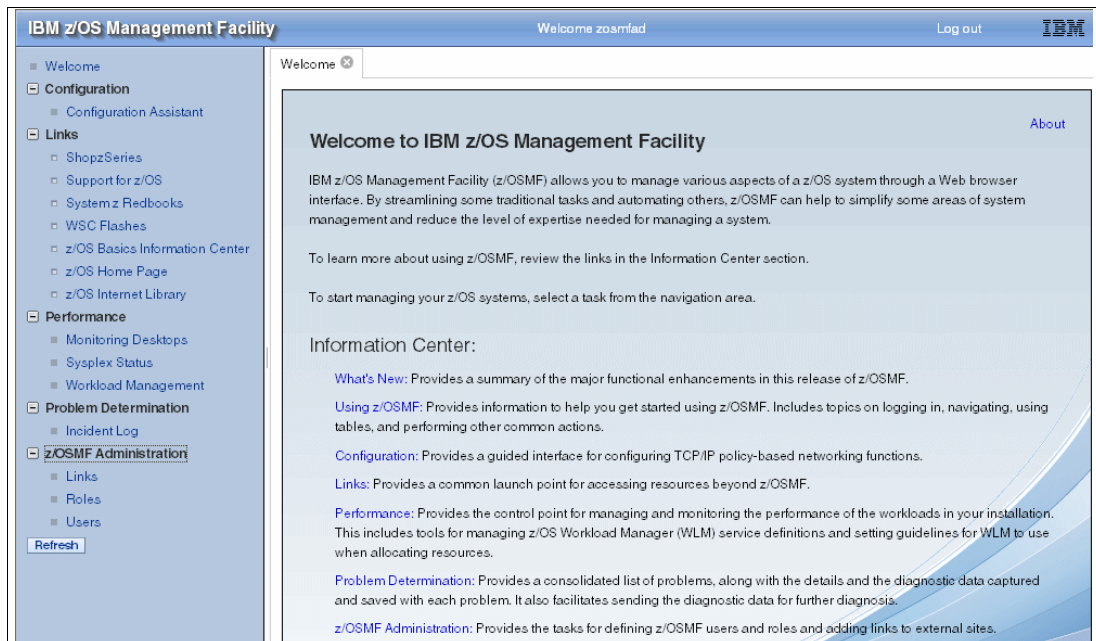 IBM z/OS Management Facility
Welcome zosmfad
Log out
IBM
Welcome
Configuration
Configuration Assistant
Links
ShopzSeries
Support for z/OS
System z Redbooks
WSC Flashes
z/OS Basics Information Center
z/OS Home Page
z/OS Internet Library
Performance
Monitoring Desktops
Sysplex Status
Workload Management
Problem Determination
Incident Log
z/OSMF Administration
Links
Roles
Users
Refresh
Welcome
About
Welcome to IBM z/OS Management Facility
IBM z/OS Management Facility (z/OSMF) allows you to manage various aspects of a z/OS system through a Web browser
interface. By streamlining some traditional tasks and automating others, z/OSMF can help to simplify some areas of system
management and reduce the level of expertise needed for managing a system.
To learn more about using z/OSMF, review the links in the Information Center section.
To start managing your z/OS systems, select a task from the navigation area.
Information Center:
What's New: Provides a summary of the major functional enhancements in this release of z/OSMF.
Using z/OSMF: Provides information to help you get started using z/OSMF. Includes topics on logging in, navigating, using
tables, and performing other common actions.
Configuration: Provides a guided interface for configuring TCP/IP policy-based networking functions.
Links: Provides a common launch point for accessing resources beyond z/OSMF.
Performance: Provides the control point for managing and monitoring the performance of the workloads in your installation.
This includes tools for managing z/OS Workload Manager (WLM) service definitions and setting guidelines for WLM to use
when allocating resources.
Problem Determination: Provides a consolidated list of problems, along with the details and the diagnostic data captured
and saved with each problem. It also facilitates sending the diagnostic data for further diagnosis.
z/OSMF Administration: Provides the tasks for defining z/OSMF users and roles and adding links to external sites.